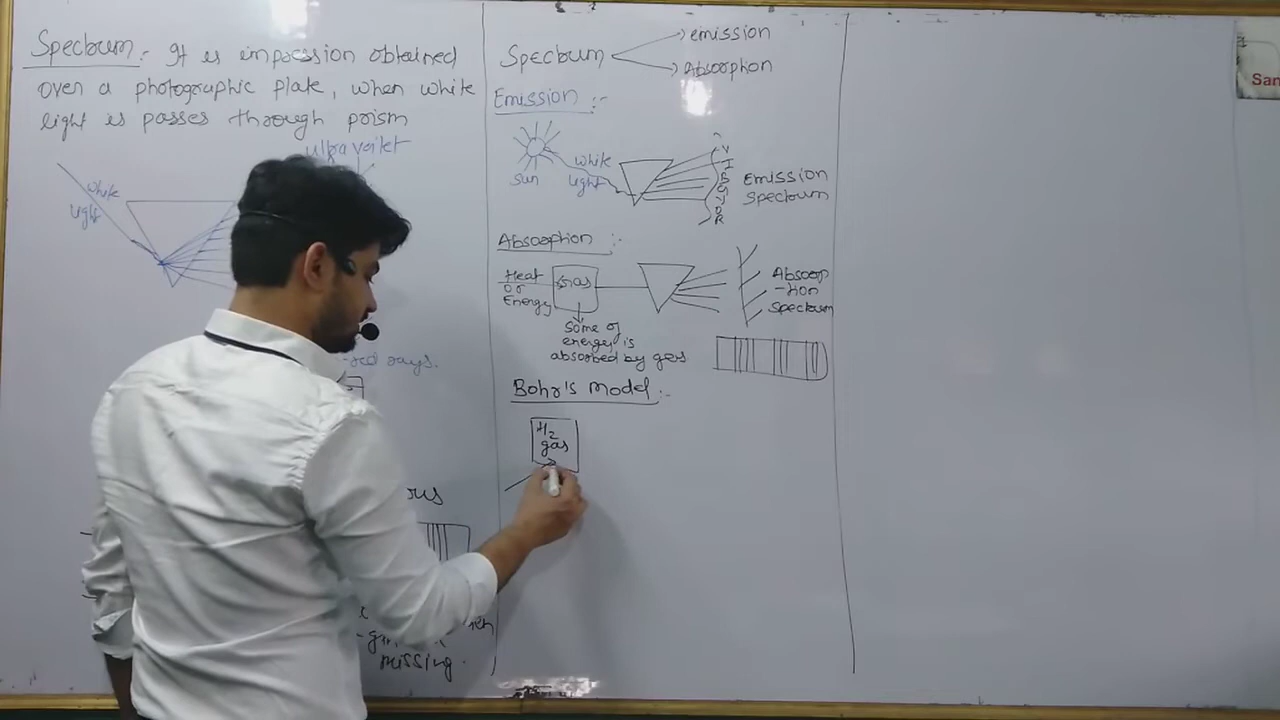 Spectrum :- It is impression obtained
over a photographic plate, when white
light is passes through prism
Ultra voilet
White
light
-red rays.
missing.
Spectrum
emission
Absorption
Emission :-
Sun
White
light
V
I
B
G
Y
O
R
Emission
Spectrum
Absorption :-
Heat
or
Energy
Gas
Some of
energy is
absorbed by gas
Absorp
-tion
Spectrum
Bohr's Model :-
H2
gas
San